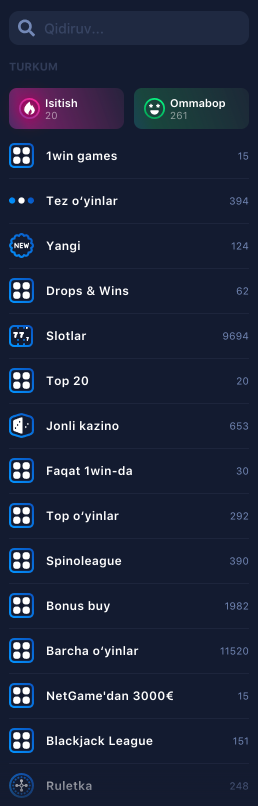 Qidiruv...
TURKUM
Isitish
20
Ommabop
261
1win games 15
Tez oʻyinlar 394
NEW Yangi 124
Drops & Wins 62
77 7 Slotlar 9694
Top 20 20
Jonli kazino 653
Faqat 1win-da 30
Top oʻyinlar 292
Spinoleague 390
Bonus buy 1982
Barcha oʻyinlar 11520
NetGame'dan 3000€ 15
Blackjack League 151
Ruletka 248